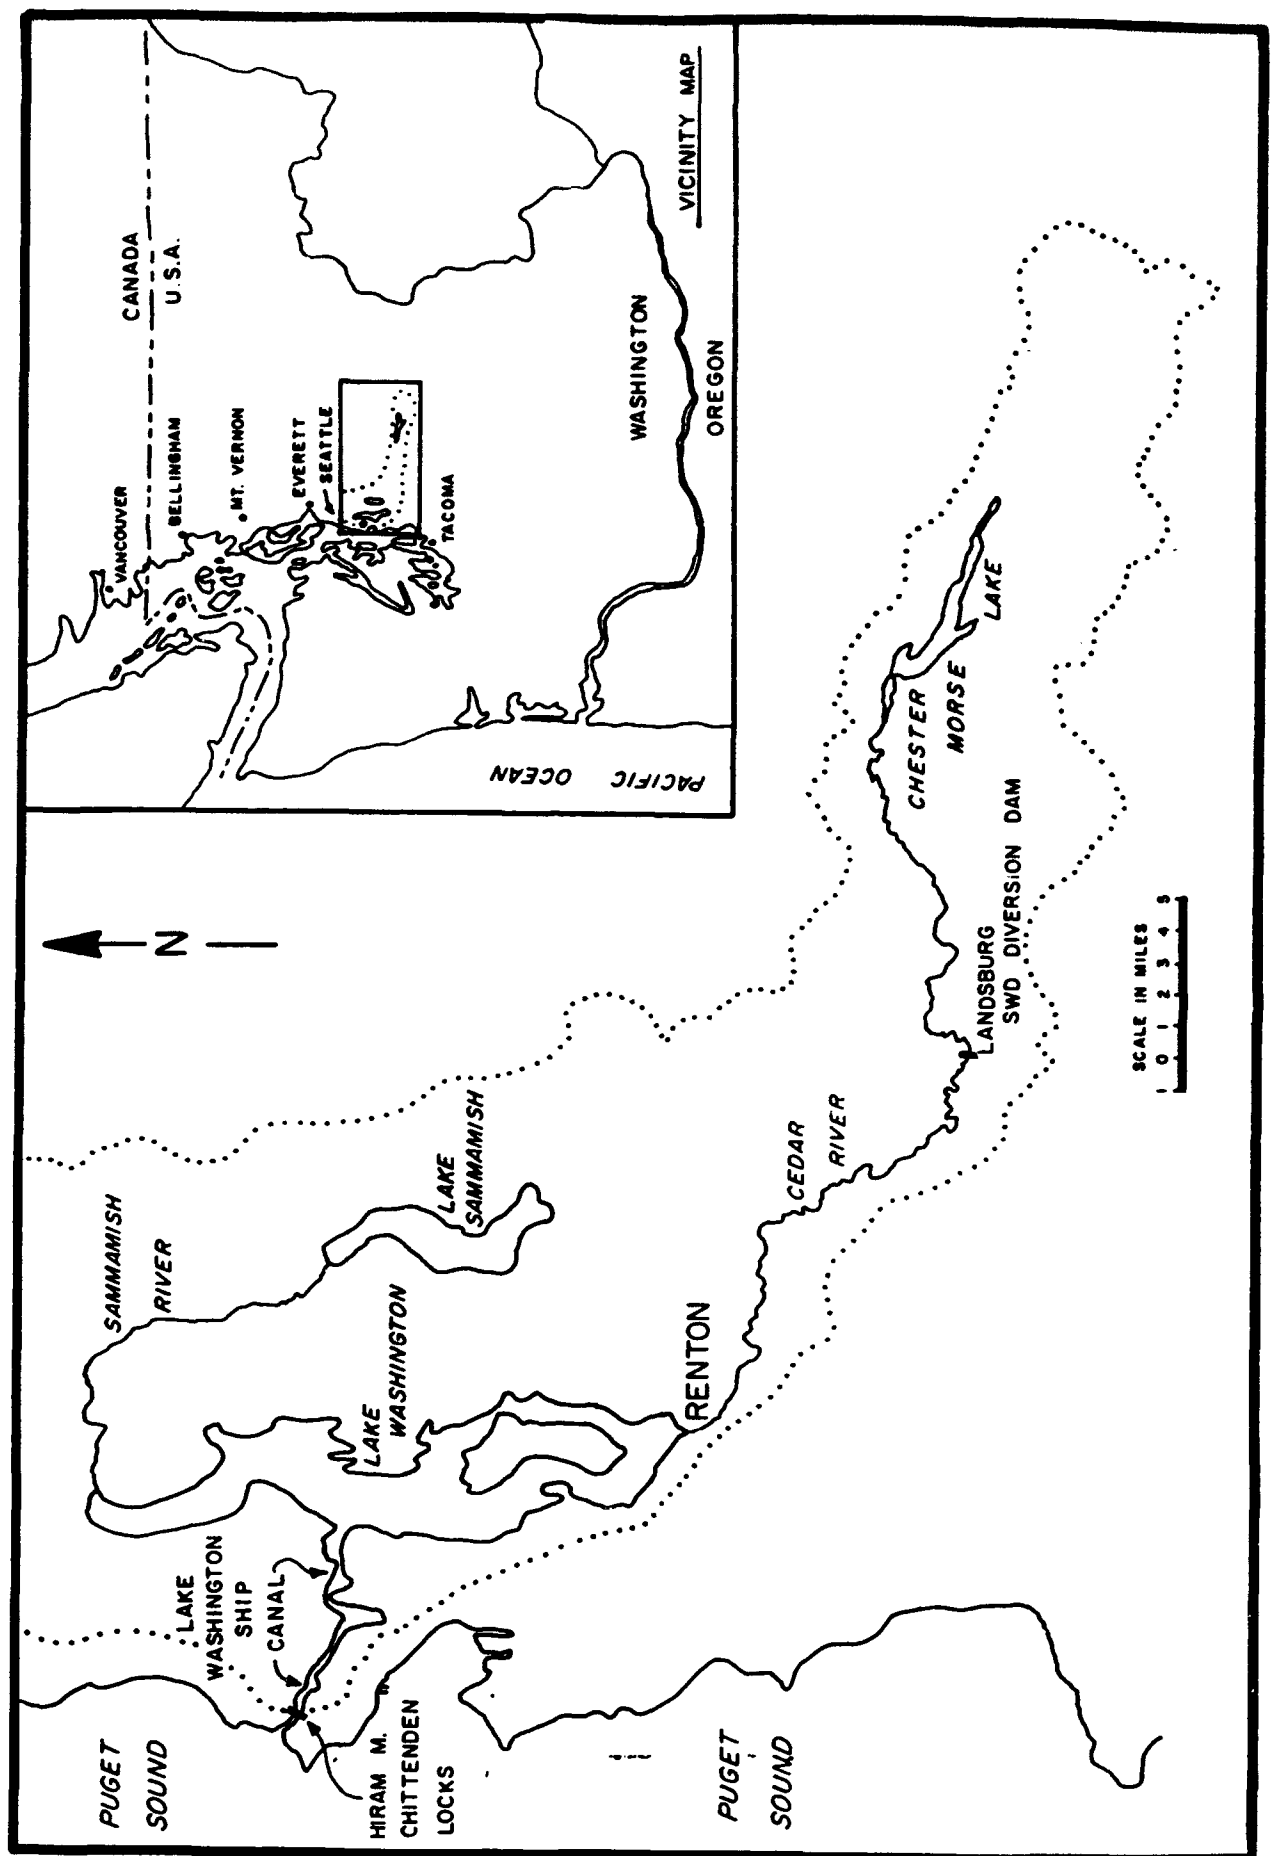 PUGET
SOUND
HIRAM M.
CHITTENDEN
LOCKS
LAKE
WASHINGTON
SHIP
CANAL
SAMMAMISH
RIVER
LAKE
WASHINGTON
LAKE
SAMMAMISH
N
RENTON
CEDAR
RIVER
PUGET
SOUND
LANDSBURG
SWD DIVERSION DAM
CHESTER
MORSE
LAKE
SCALE IN MILES
1 0 1 2 3 4 5
VANCOUVER
CANADA
U.S.A.
BELLINGHAM
MT. VERNON
EVERETT
SEATTLE
TACOMA
PACIFIC OCEAN
WASHINGTON
OREGON
VICINITY MAP